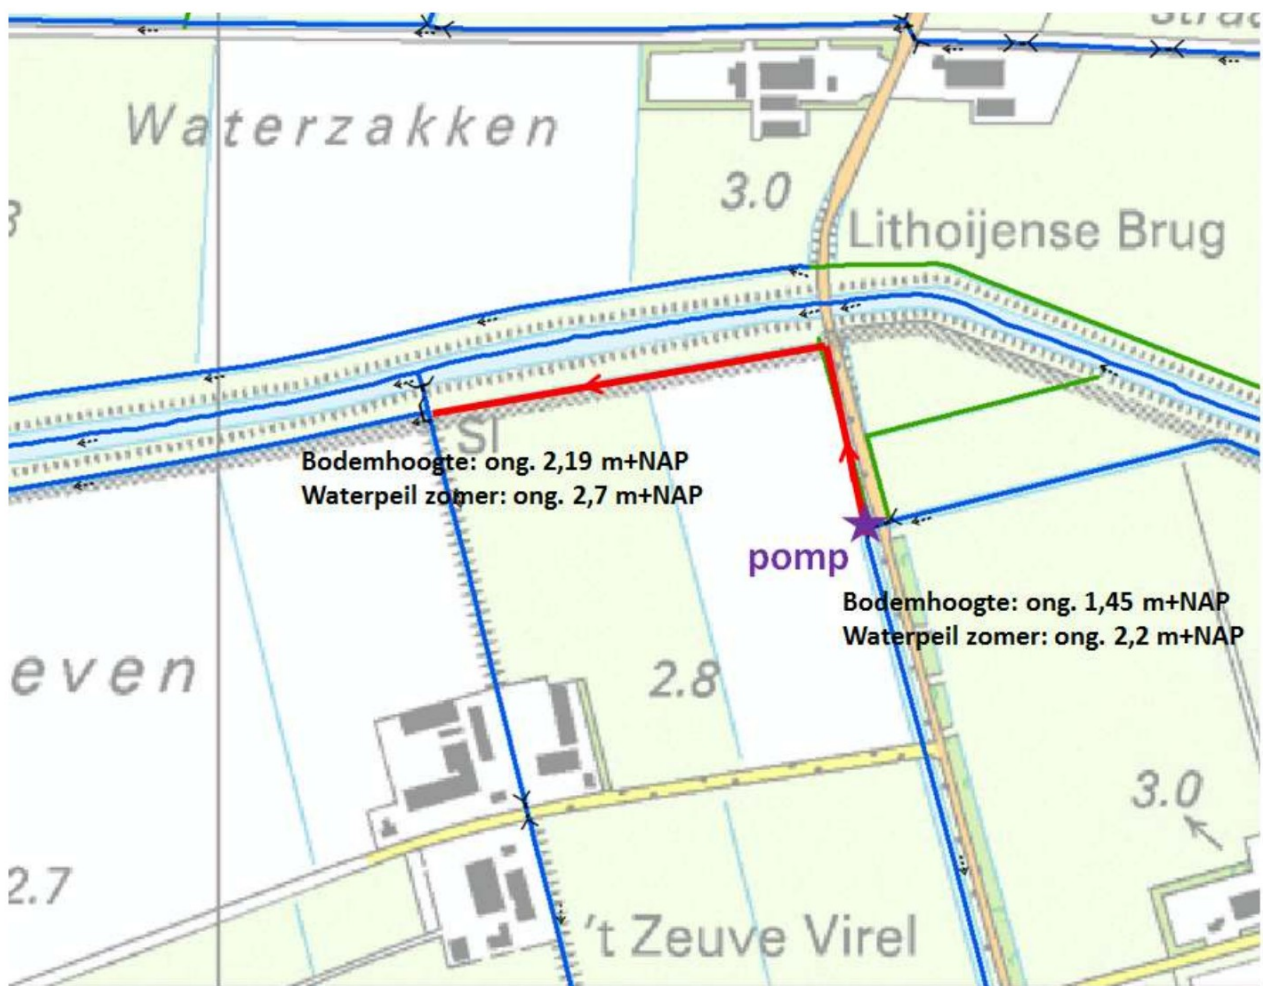 Waterzakken
3.0
Lithoijense Brug
Sl
Bodemhoogte: ong. 2,19 m+NAP
Waterpeil zomer: ong. 2,7 m+NAP
pomp
Bodemhoogte: ong. 1,45 m+NAP
Waterpeil zomer: ong. 2,2 m+NAP
even
2.8
3.0
2.7
't Zeuve Virel